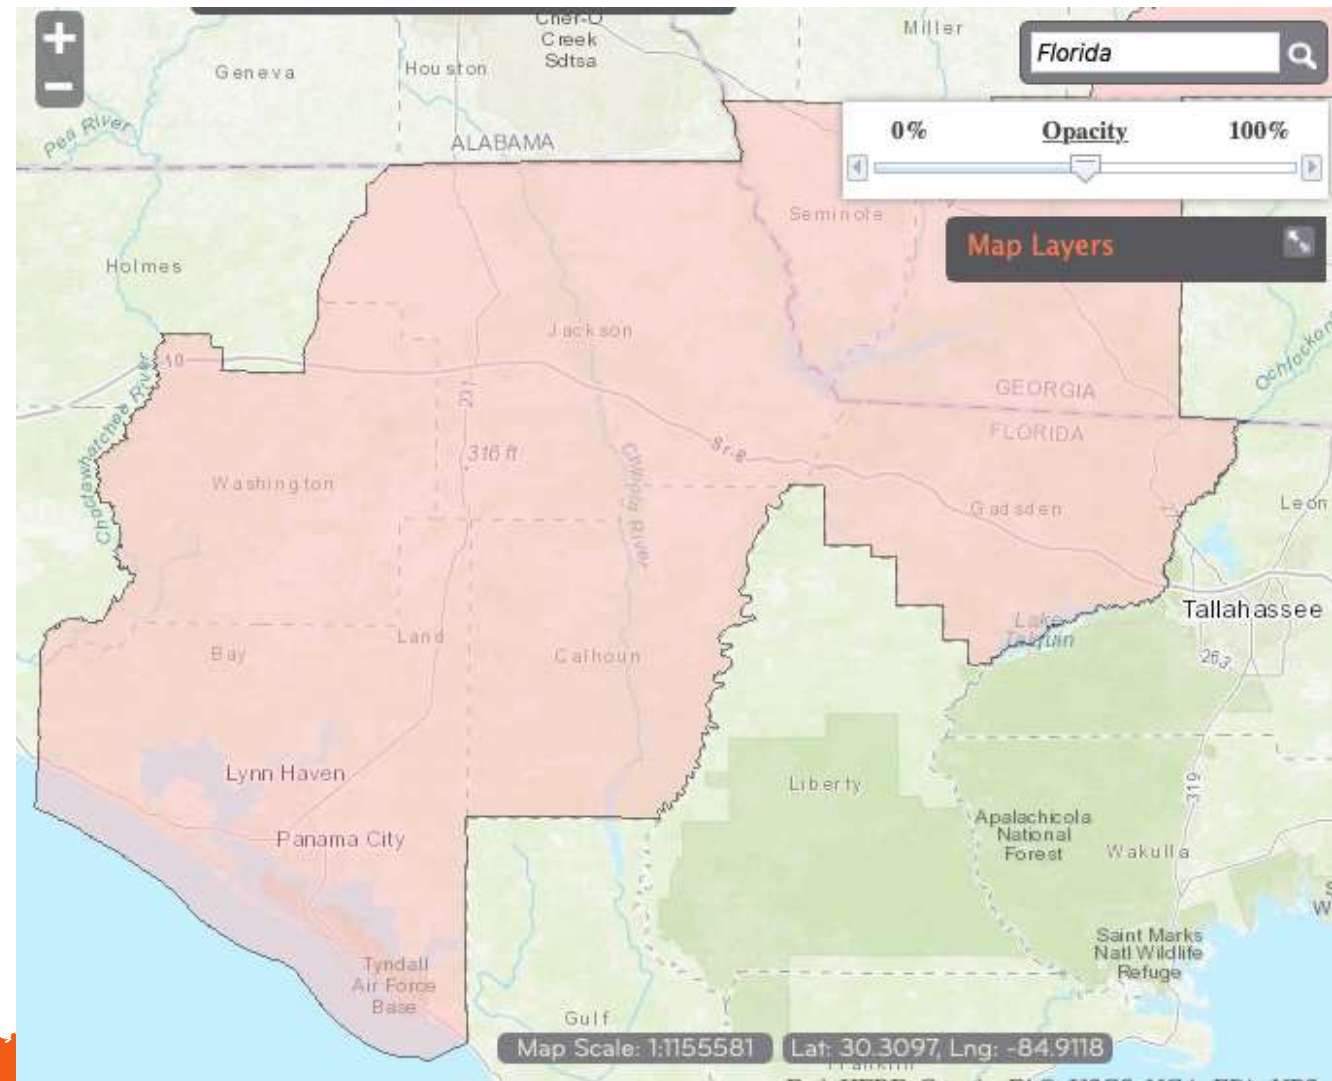 Cher-O
Creek
Sdtsa
Miller
Florida
Geneva
Houston
Pea River
ALABAMA
0% Opacity 100%
Seminole
Map Layers
Holmes
Jackson
10
Choctawhatchee River
231
GEORGIA
FLORIDA
Sr-8
316 ft
Chipola River
Washington
Gadsden
Leon
Tallahassee
Lake
Talquin
Land
Bay
Calhoun
263
Lynn Haven
Liberty
319
Panama City
Apalachicola
National
Forest
Wakulla
Saint Marks
Natl Wildlife
Refuge
Tyndall
Air Force
Base
Gulf
Map Scale: 1:1155581
Lat: 30.3097, Lng: -84.9118